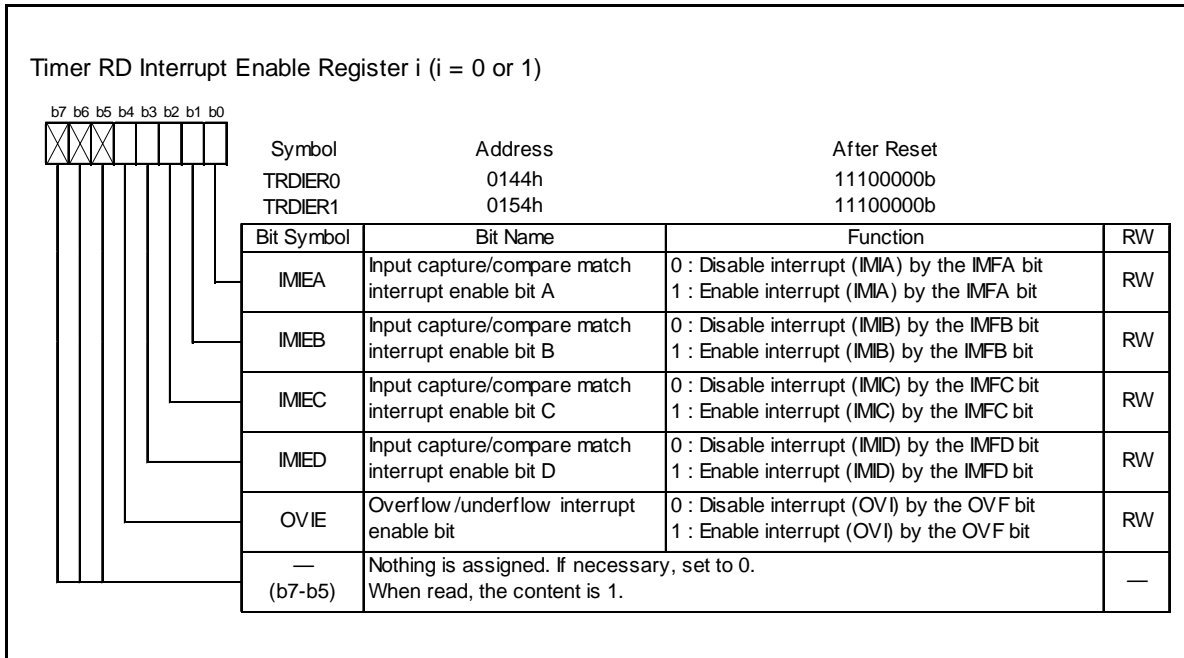 Timer RD Interrupt Enable Register i (i = 0 or 1)
b7 b6 b5 b4 b3 b2 b1 b0
Symbol Address After Reset
TRDIER0 0144h 11100000b
TRDIER1 0154h 11100000b
Bit Symbol Bit Name Function RW
IMIEA Input capture/compare match interrupt enable bit A 0 : Disable interrupt (IMIA) by the IMFA bit RW
1 : Enable interrupt (IMIA) by the IMFA bit
IMIEB Input capture/compare match interrupt enable bit B 0 : Disable interrupt (IMIB) by the IMFB bit RW
1 : Enable interrupt (IMIB) by the IMFB bit
IMIEC Input capture/compare match interrupt enable bit C 0 : Disable interrupt (IMIC) by the IMFC bit RW
1 : Enable interrupt (IMIC) by the IMFC bit
IMIED Input capture/compare match interrupt enable bit D 0 : Disable interrupt (IMID) by the IMFD bit RW
1 : Enable interrupt (IMID) by the IMFD bit
OVIE Overflow/underflow interrupt enable bit 0 : Disable interrupt (OVI) by the OVF bit RW
1 : Enable interrupt (OVI) by the OVF bit
— (b7-b5) Nothing is assigned. If necessary, set to 0. —
When read, the content is 1.